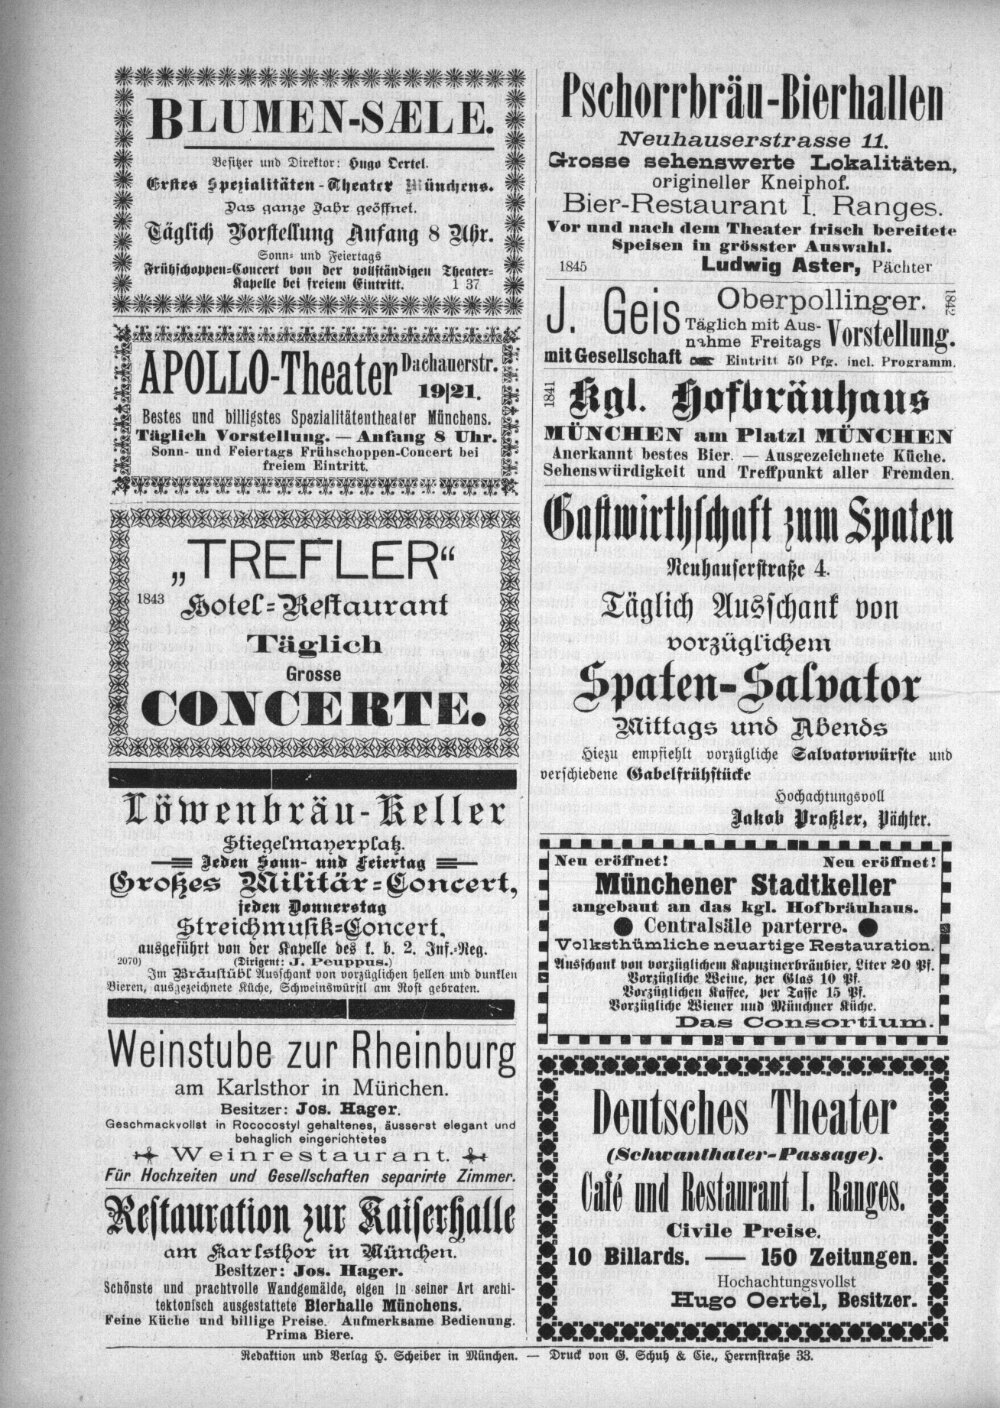 BLUMEN-SÆLE.
Besitzer und Direktor: Hugo Oertel.
Erstes Spezialitäten-Theater Münchens.
Das ganze Jahr geöffnet.
Täglich Vorstellung Anfang 8 Uhr.
Sonn- und Feiertags
Frühschoppen-Concert von der vollständigen Theater-
Kapelle bei freiem Eintritt. 1 37
APOLLO-Theater Dachauerstr.
19|21.
Bestes und billigstes Spezialitätentheater Münchens.
Täglich Vorstellung. — Anfang 8 Uhr.
Sonn- und Feiertags Frühschoppen-Concert bei
freiem Eintritt.
„TREFLER“
1843 Hotel-Restaurant
Täglich
Grosse
CONCERTE.
Löwenbräu-Keller
Stiegelmayerplatz.
Jeden Sonn- und Feiertag
Großes Militär-Concert,
jeden Donnerstag
Streichmusik-Concert,
ausgeführt von der Kapelle des k. b. 2. Inf.-Reg.
2070) (Dirigent: J. Peuppus.)
Im Bräustübl Ausschank von vorzüglichen hellen und dunklen
Bieren, ausgezeichnete Küche, Schweinswürstl am Rost gebraten.
Weinstube zur Rheinburg
am Karlsthor in München.
Besitzer: Jos. Hager.
Geschmackvollst in Rococostyl gehaltenes, äusserst elegant und
behaglich eingerichtetes
Weinrestaurant.
Für Hochzeiten und Gesellschaften separirte Zimmer.
Restauration zur Kaiserhalle
am Karlsthor in München.
Besitzer: Jos. Hager.
Schönste und prachtvolle Wandgemälde, eigen in seiner Art archi-
tektonisch ausgestattete Bierhalle Münchens.
Feine Küche und billige Preise. Aufmerksame Bedienung.
Prima Biere.
Pschorrbräu-Bierhallen
Neuhauserstrasse 11.
Grosse sehenswerte Lokalitäten,
origineller Kneiphof.
Bier-Restaurant I. Ranges.
Vor und nach dem Theater frisch bereitete
Speisen in grösster Auswahl.
1845 Ludwig Aster, Pächter
J. Geis Oberpollinger. 1842
Täglich mit Aus-
nahme Freitags Vorstellung.
mit Gesellschaft Eintritt 50 Pfg. incl. Programm.
1841 Kgl. Hofbräuhaus
MÜNCHEN am Platzl MÜNCHEN
Anerkannt bestes Bier. — Ausgezeichnete Küche.
Sehenswürdigkeit und Treffpunkt aller Fremden.
Gastwirthschaft zum Spaten
Neuhauserstraße 4.
Täglich Ausschank von
vorzüglichem
Spaten-Salvator
Mittags und Abends
Hiezu empfiehlt vorzügliche Salvatorwürste und
verschiedene Gabelfrühstücke
Hochachtungsvoll
Jakob Praßler, Pächter.
Neu eröffnet! Neu eröffnet!
Münchener Stadtkeller
angebaut an das kgl. Hofbräuhaus.
Centralsäle parterre.
Volksthümliche neuartige Restauration.
Ausschank von vorzüglichem Kapuzinerbräubier, Liter 20 Pf.
Vorzügliche Weine, per Glas 10 Pf.
Vorzüglichen Kaffee, per Tasse 15 Pf.
Vorzügliche Wiener und Münchner Küche.
Das Consortium.
Deutsches Theater
(Schwanthaler-Passage).
Café und Restaurant I. Ranges.
Civile Preise.
10 Billards. — 150 Zeitungen.
Hochachtungsvollst
Hugo Oertel, Besitzer.
Redaktion und Verlag H. Scheiber in München. — Druck von G. Schuh & Cie., Herrnstraße 33.